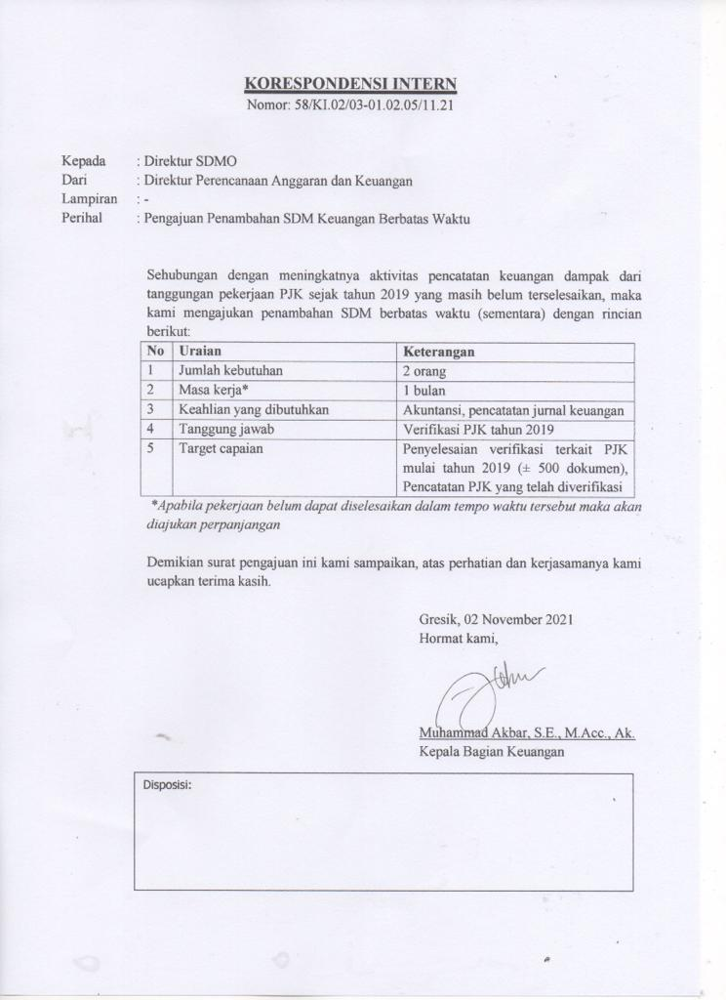 KORESPONDENSI INTERN
Nomor: 58/KI.02/03-01.02.05/11.21
Kepada : Direktur SDMO
Dari : Direktur Perencanaan Anggaran dan Keuangan
Lampiran : -
Perihal : Pengajuan Penambahan SDM Keuangan Berbatas Waktu
Sehubungan dengan meningkatnya aktivitas pencatatan keuangan dampak dari
tanggungan pekerjaan PJK sejak tahun 2019 yang masih belum terselesaikan, maka
kami mengajukan penambahan SDM berbatas waktu (sementara) dengan rincian
berikut:
No Uraian Keterangan
1 Jumlah kebutuhan 2 orang
2 Masa kerja* 1 bulan
3 Keahlian yang dibutuhkan Akuntansi, pencatatan jurnal keuangan
4 Tanggung jawab Verifikasi PJK tahun 2019
5 Target capaian Penyelesaian verifikasi terkait PJK
mulai tahun 2019 (± 500 dokumen),
Pencatatan PJK yang telah diverifikasi
*Apabila pekerjaan belum dapat diselesaikan dalam tempo waktu tersebut maka akan
diajukan perpanjangan
Demikian surat pengajuan ini kami sampaikan, atas perhatian dan kerjasamanya kami
ucapkan terima kasih.
Gresik, 02 November 2021
Hormat kami,
Muhammad Akbar, S.E., M.Acc., Ak.
Kepala Bagian Keuangan
Disposisi: